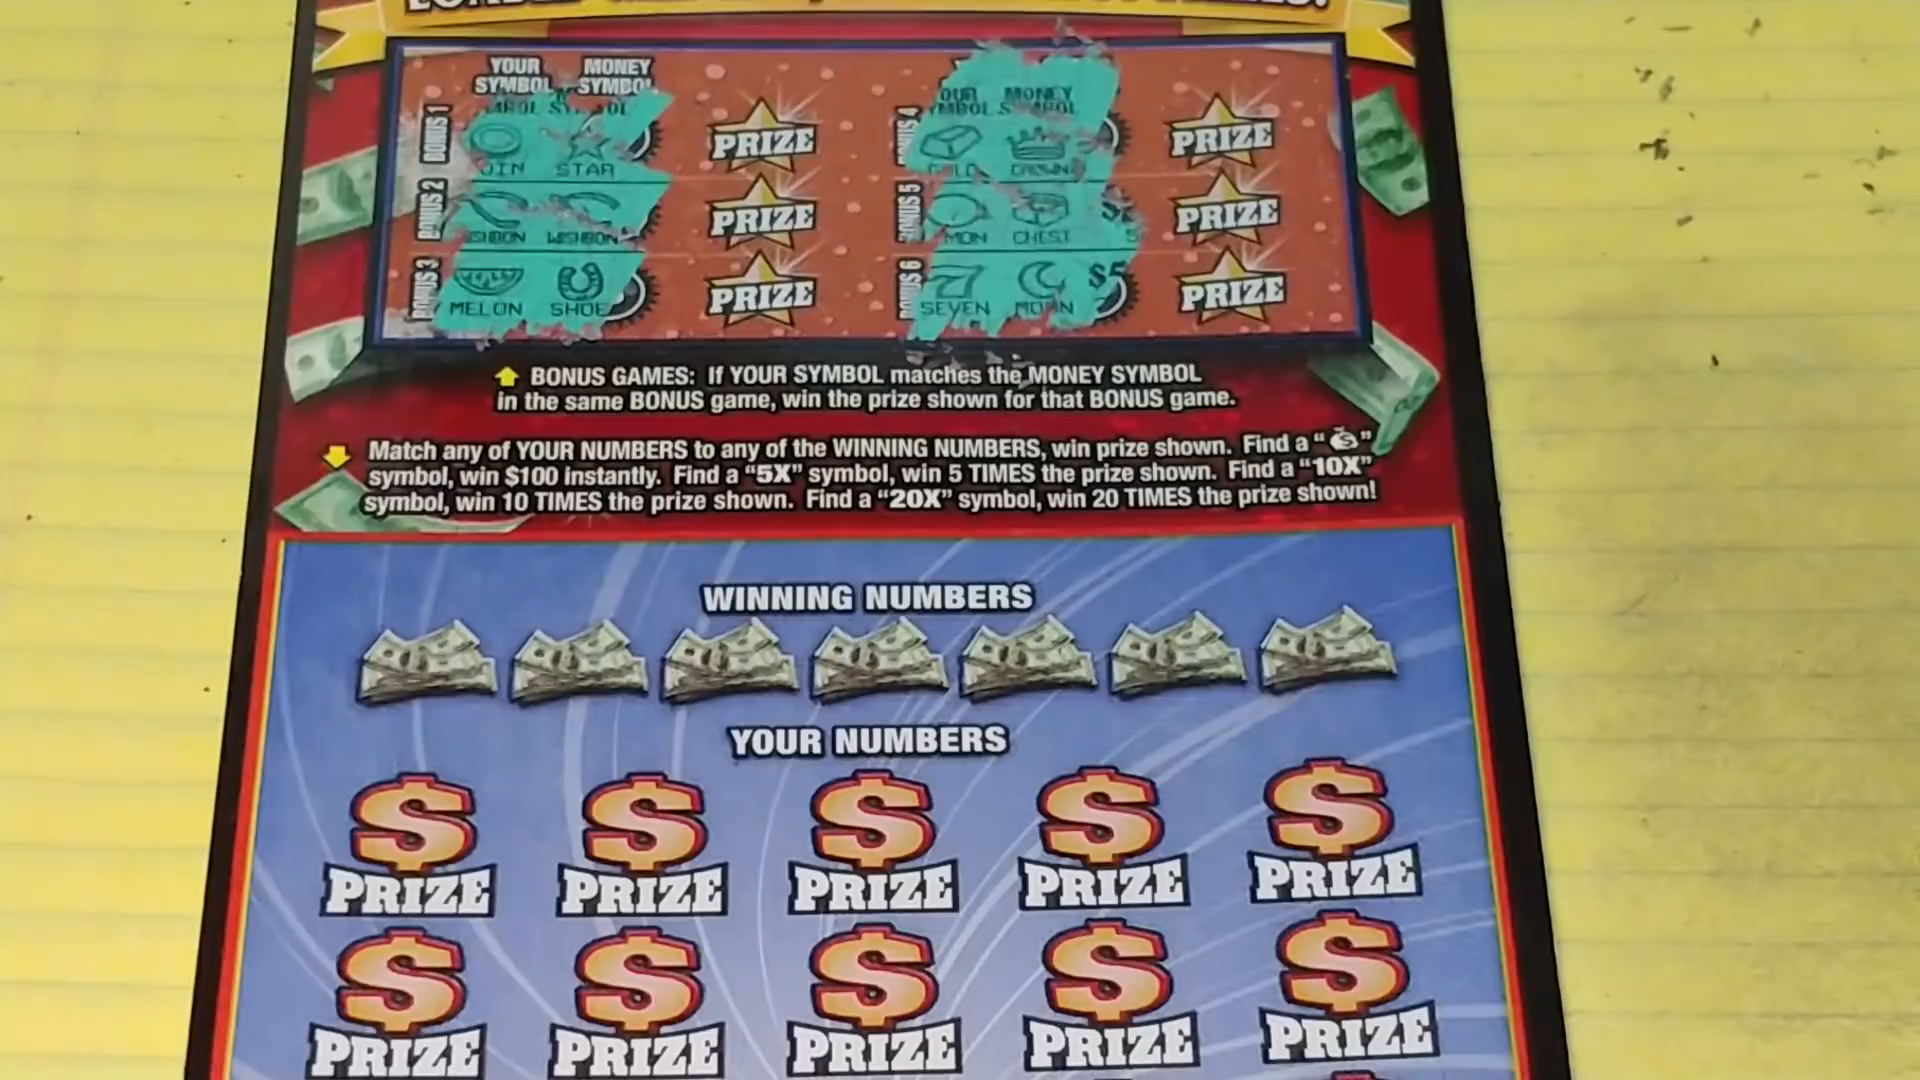 YOUR SYMBOL MONEY SYMBOL
BONUS 1 STAR PRIZE
BONUS 2 PRIZE
BONUS 3 MELON SHOE PRIZE
MONEY
BONUS 4 CROWN PRIZE
BONUS 5 CHEST PRIZE
BONUS 6 SEVEN MOON $5 PRIZE
BONUS GAMES: If YOUR SYMBOL matches the MONEY SYMBOL
in the same BONUS game, win the prize shown for that BONUS game.
Match any of YOUR NUMBERS to any of the WINNING NUMBERS, win prize shown. Find a " $ "
symbol, win $100 instantly. Find a "5X" symbol, win 5 TIMES the prize shown. Find a "10X"
symbol, win 10 TIMES the prize shown. Find a "20X" symbol, win 20 TIMES the prize shown!
WINNING NUMBERS
YOUR NUMBERS
$ $ $ $ $
PRIZE PRIZE PRIZE PRIZE PRIZE
$ $ $ $ $
PRIZE PRIZE PRIZE PRIZE PRIZE